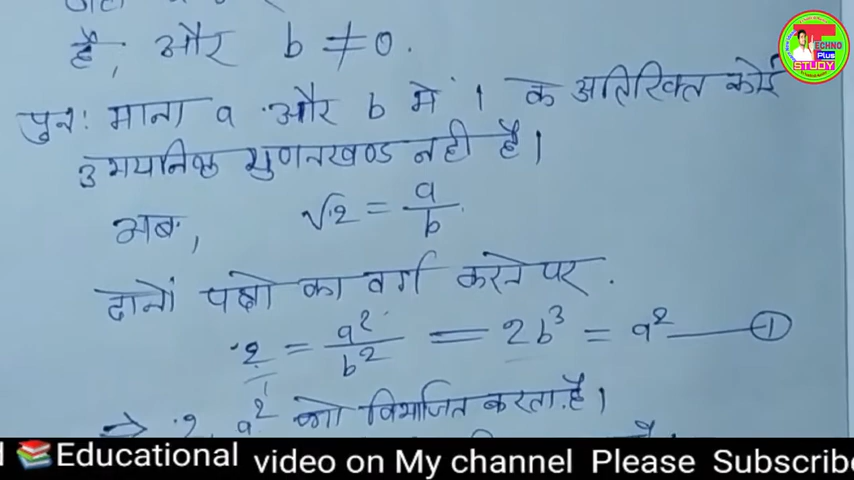 है, और b ≠ 0.
पुनः माना a और b में 1 के अतिरिक्त कोई
उभयनिष्ठ गुणनखण्ड नही है।
अब, √2 = a/b
दोनों पक्षो का वर्ग करने पर.
2 = a²/b² = 2b³ = a² —— ①
⇒ 2, a² को विभाजित करता है।
TECHNO
Plus
STUDY
📚Educational video on My channel Please Subscribe